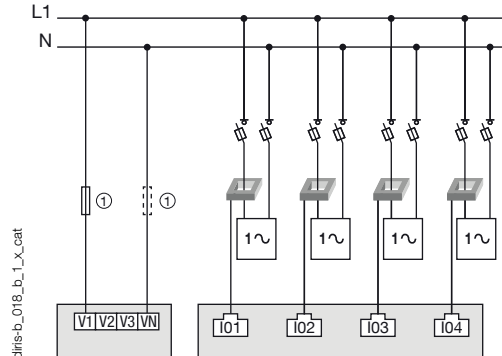 L1
N
① ①
1~ 1~ 1~ 1~
V1 V2 V3 VN
I01 I02 I03 I04
diris-b_018_b_1_x_cat